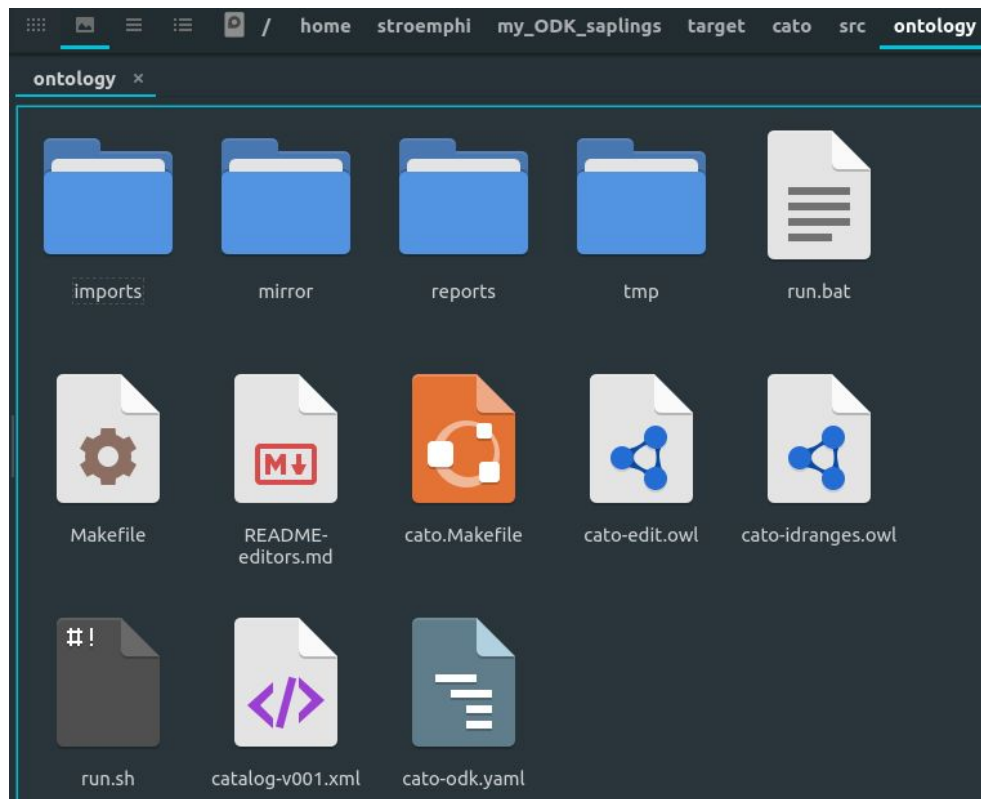 / home stroemphi my_ODK_saplings target cato src ontology
ontology ×
imports mirror reports tmp run.bat
M
Makefile README-editors.md cato.Makefile cato-edit.owl cato-idranges.owl
#!
</>
run.sh catalog-v001.xml cato-odk.yaml